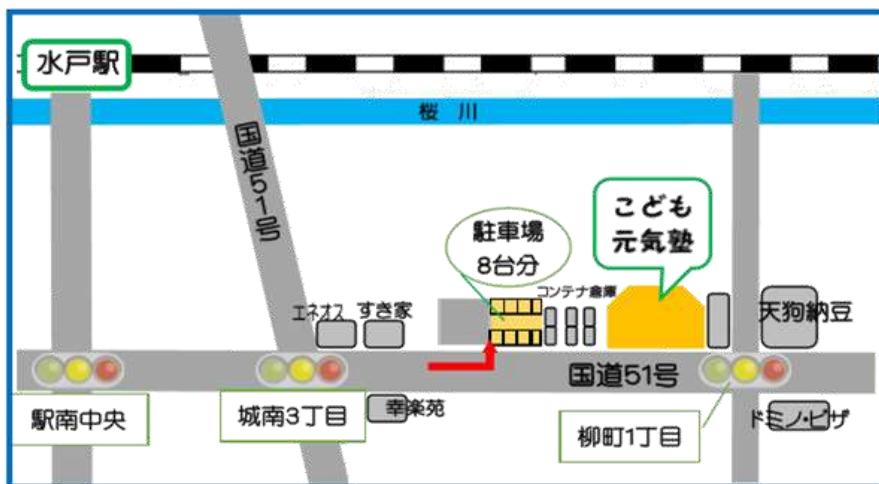 水戸駅
桜 川
国道51号
こども
元気塾
駐車場
8台分
コンテナ倉庫
エネオス
すき家
天狗納豆
国道51号
駅南中央
城南3丁目
幸楽苑
柳町1丁目
ドミノ・ピザ